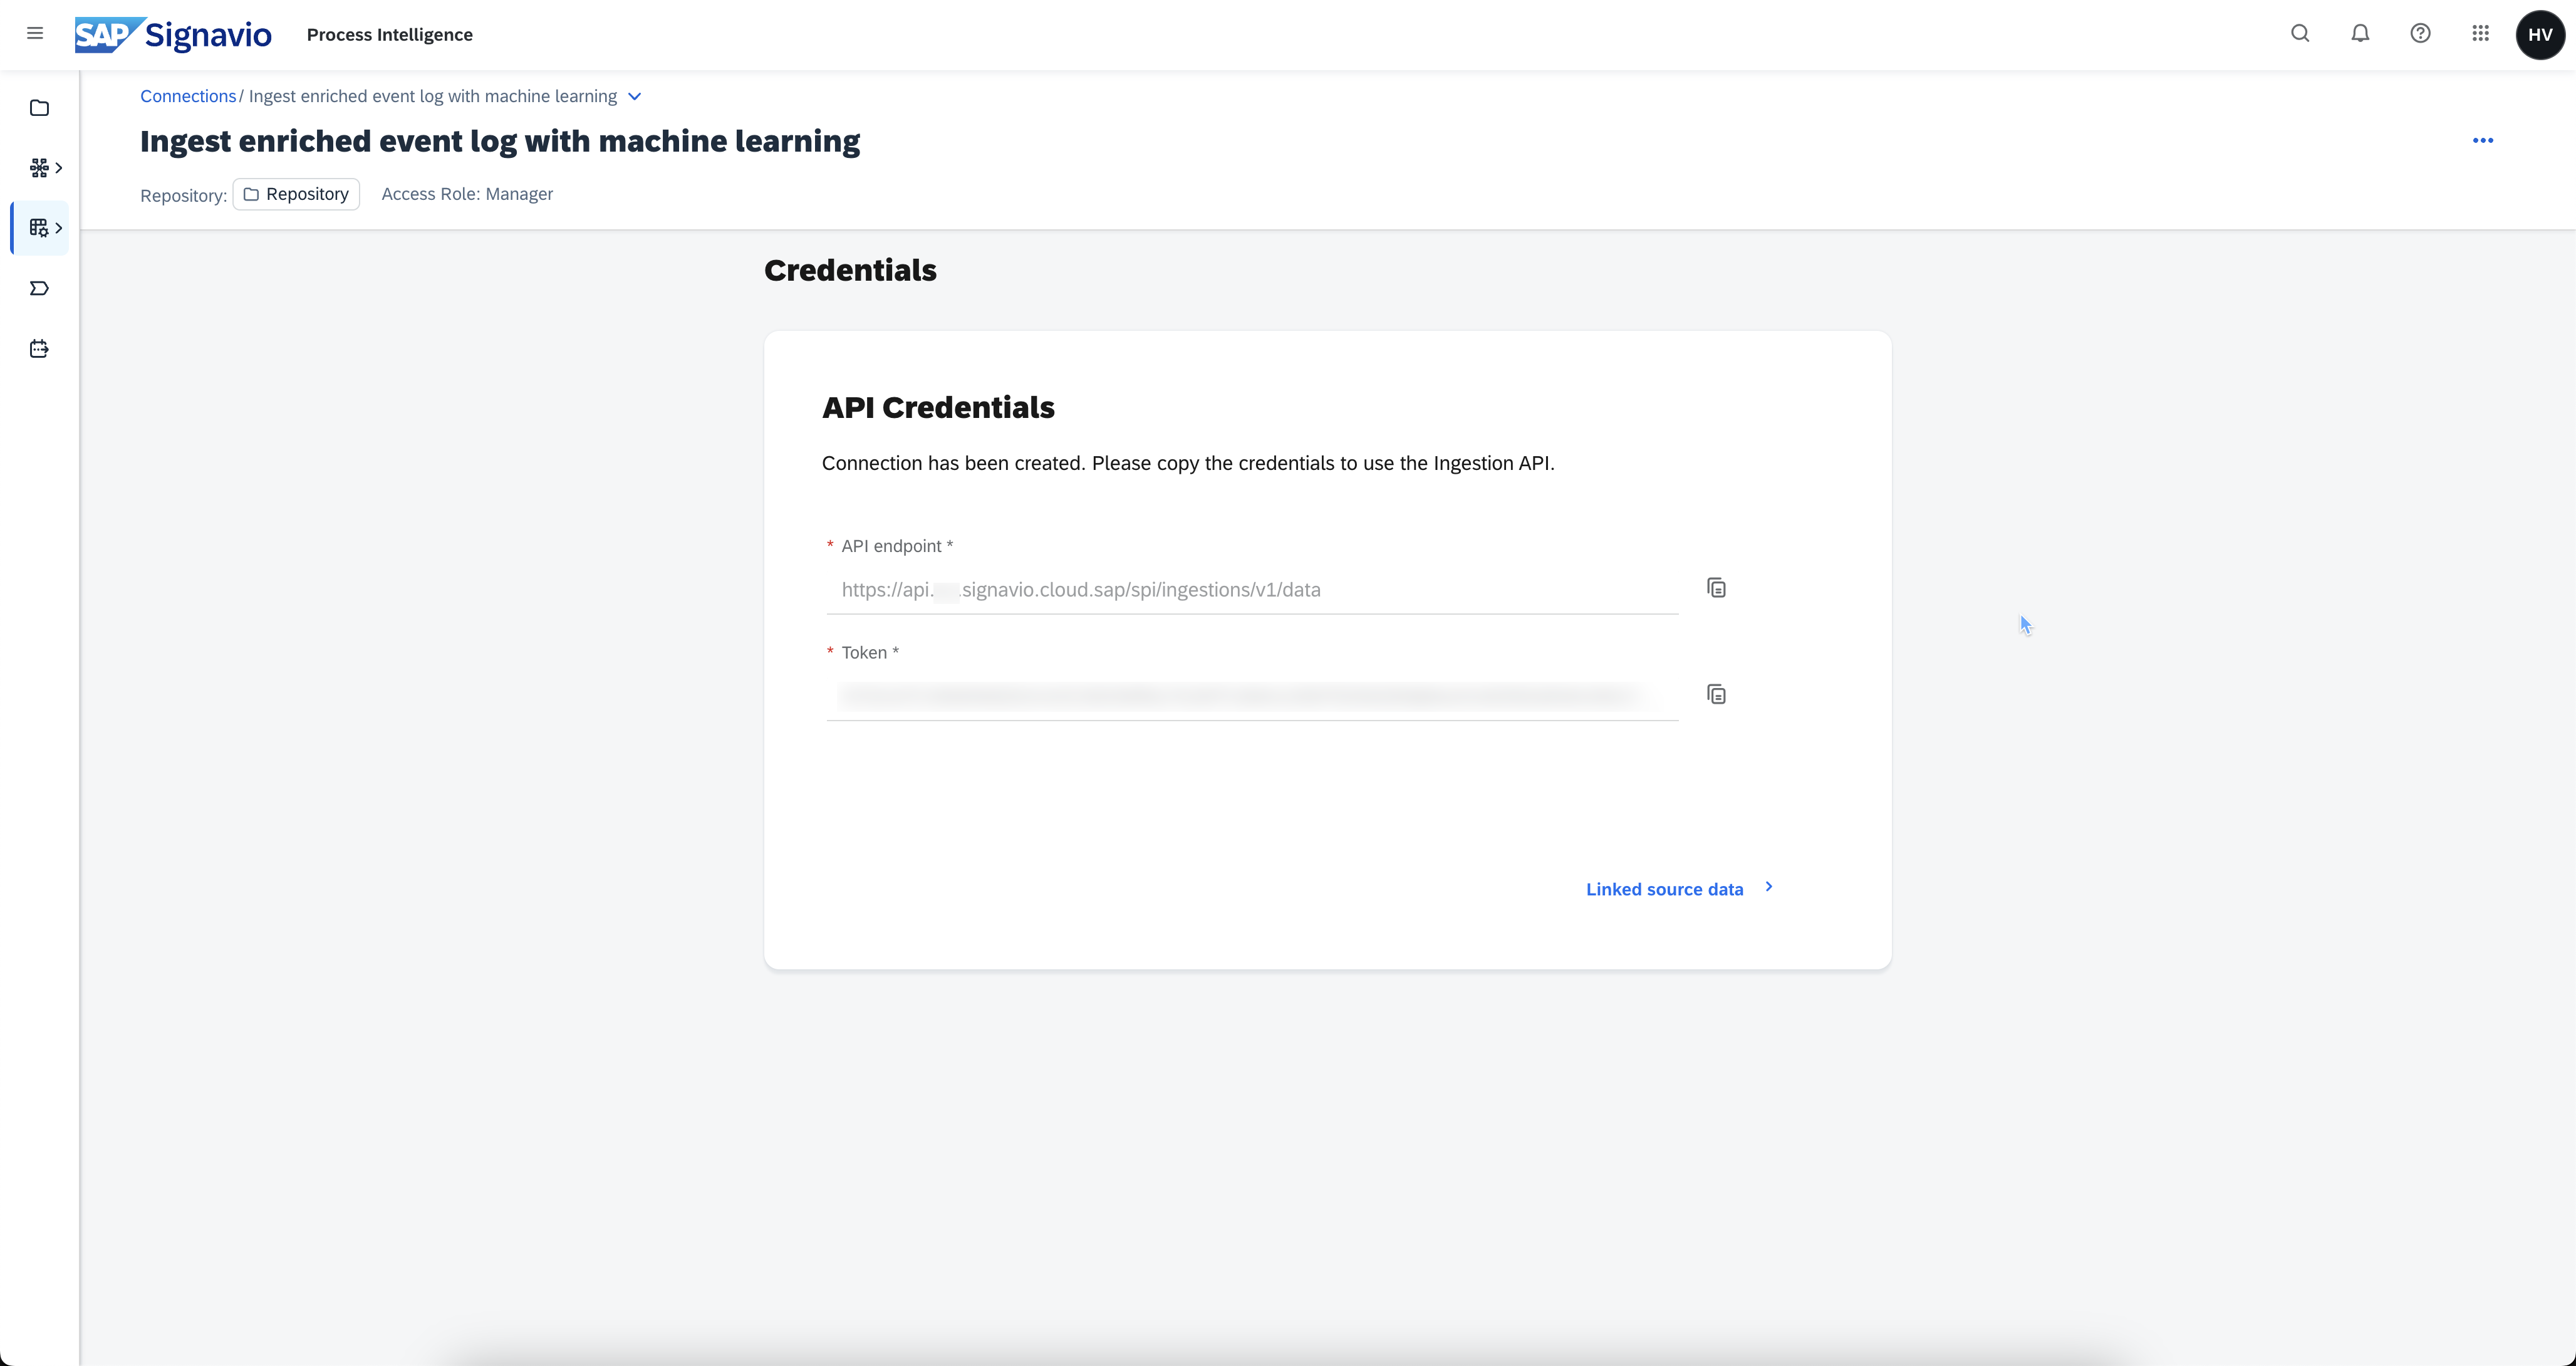 SAP Signavio Process Intelligence HV
Connections / Ingest enriched event log with machine learning
Ingest enriched event log with machine learning
Repository: Repository Access Role: Manager
Credentials
API Credentials
Connection has been created. Please copy the credentials to use the Ingestion API.
* API endpoint *
https://api. .signavio.cloud.sap/spi/ingestions/v1/data
* Token *
Linked source data